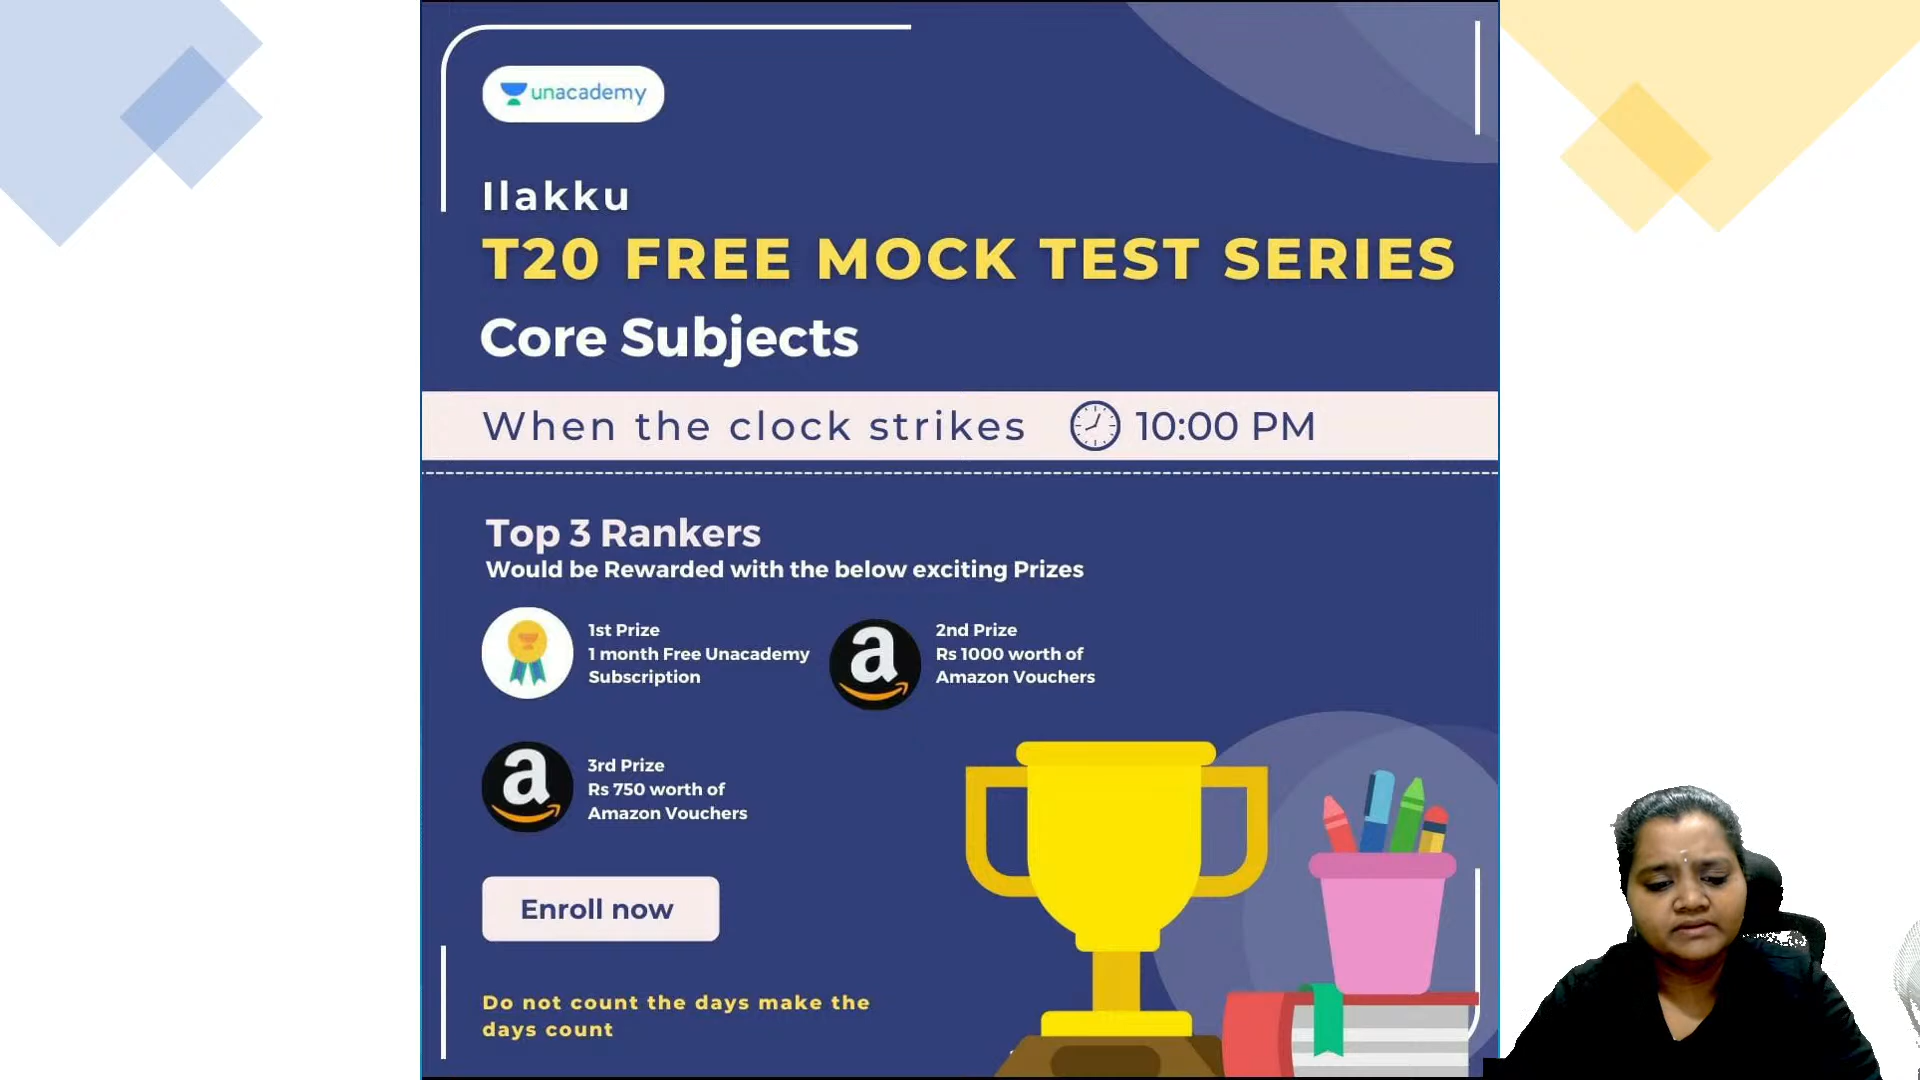 unacademy
Ilakku
T20 FREE MOCK TEST SERIES
Core Subjects
When the clock strikes 10:00 PM
Top 3 Rankers
Would be Rewarded with the below exciting Prizes
1st Prize
1 month Free Unacademy
Subscription
2nd Prize
Rs 1000 worth of
Amazon Vouchers
3rd Prize
Rs 750 worth of
Amazon Vouchers
Enroll now
Do not count the days make the
days count